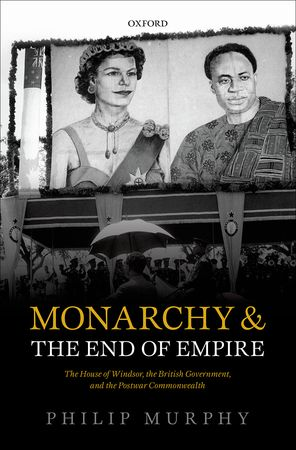 OXFORD
MONARCHY &
THE END OF EMPIRE
The House of Windsor, the British Government,
and the Postwar Commonwealth
PHILIP MURPHY